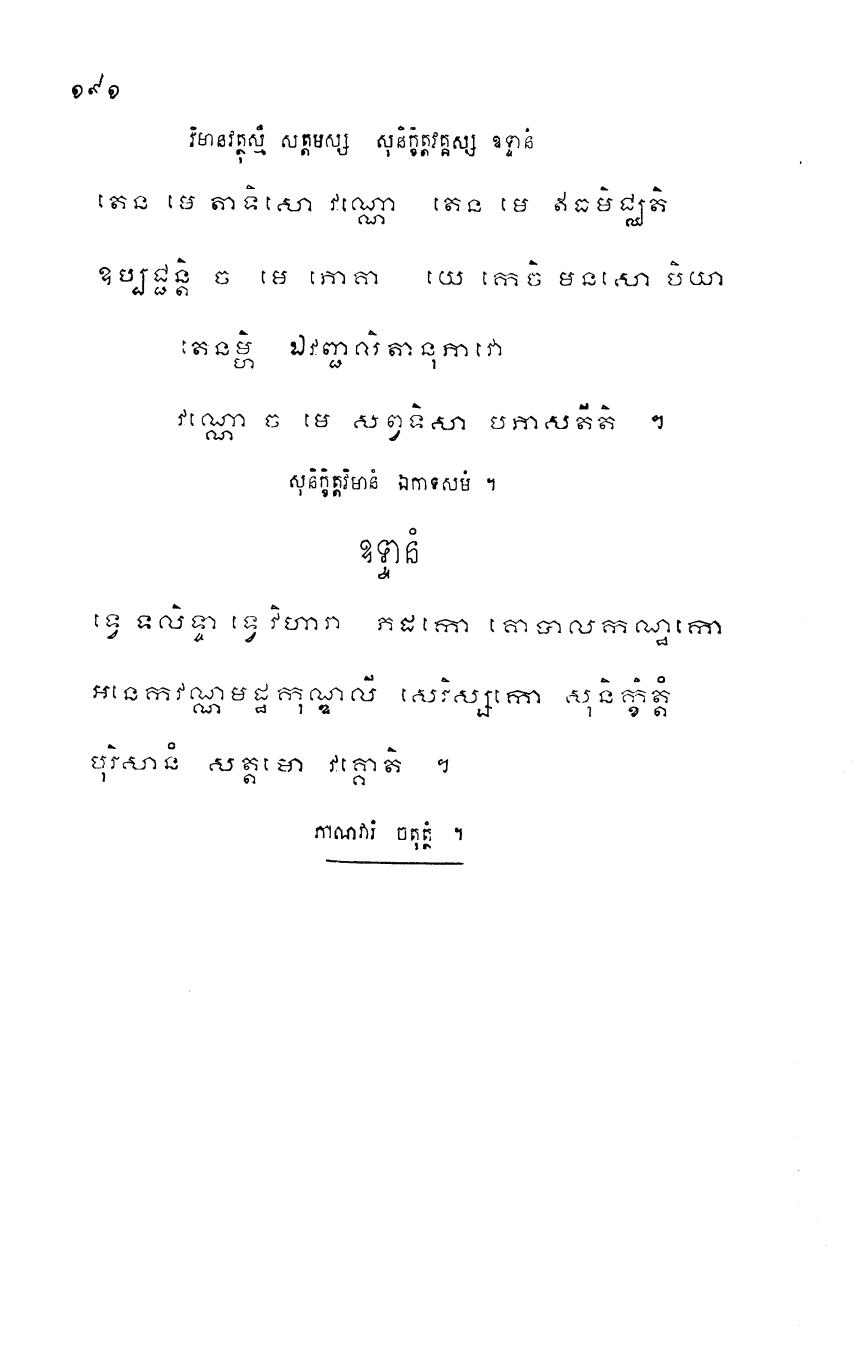 ១៩១
វិមានវត្ថុស្មឹ សត្តមស្ស សុនិក្ខិត្តវគ្គស្ស ឧទ្ទានំ
តេន មេ តាទិសោ វណ្ណោ តេន មេ ឥធមិជ្ឈតិ
ឧប្បជ្ជន្តិ ច មេ ភោគា យេ កេចិ មនសោ បិយា
តេនម្ហិ ឯវញ្ជលិតានុភាវោ
វណ្ណោ ច មេ សព្វទិសា បភាសតីតិ ។
សុនិក្ខិត្តវិមានំ ឯកាទសមំ ។
ឧទ្ទានំ
ទ្វេ ទលិទ្ទា ទ្វេ វិហារា ភដកោ គោបាលកណ្ឋកោ
អនេកវណ្ណមដ្ឋកុណ្ឌលី សេរិស្សកោ សុនិក្ខិត្តំ
បុរិសានំ សត្តមោ វគ្គោតិ ។
ភាណវារំ ចតុត្ថំ ។